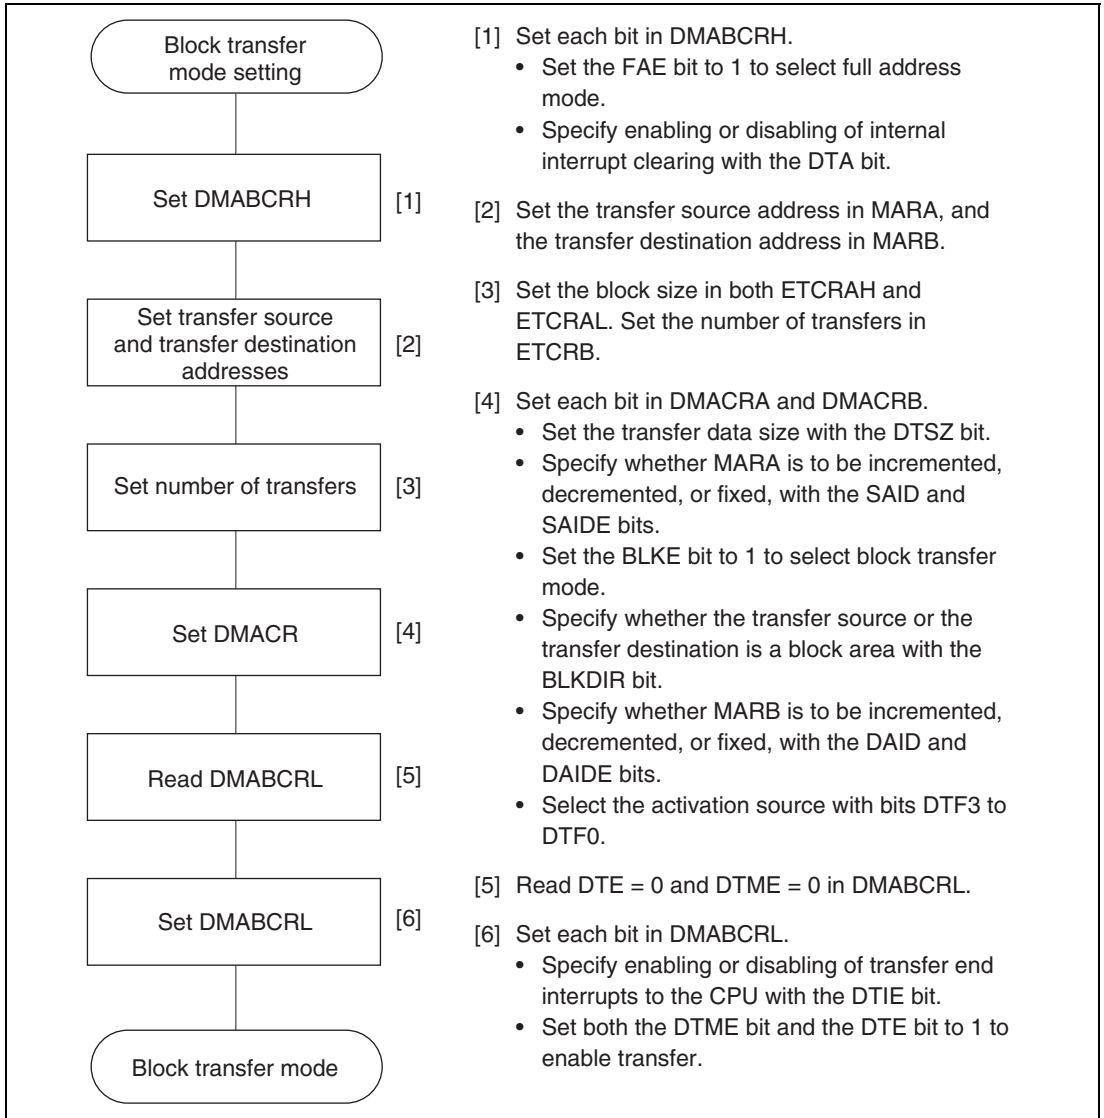 Block transfer
mode setting
Set DMABCRH
[1]
Set transfer source
and transfer destination
addresses
[2]
Set number of transfers
[3]
Set DMACR
[4]
Read DMABCRL
[5]
Set DMABCRL
[6]
Block transfer mode
[1] Set each bit in DMABCRH.
• Set the FAE bit to 1 to select full address
mode.
• Specify enabling or disabling of internal
interrupt clearing with the DTA bit.
[2] Set the transfer source address in MARA, and
the transfer destination address in MARB.
[3] Set the block size in both ETCRAH and
ETCRAL. Set the number of transfers in
ETCRB.
[4] Set each bit in DMACRA and DMACRB.
• Set the transfer data size with the DTSZ bit.
• Specify whether MARA is to be incremented,
decremented, or fixed, with the SAID and
SAIDE bits.
• Set the BLKE bit to 1 to select block transfer
mode.
• Specify whether the transfer source or the
transfer destination is a block area with the
BLKDIR bit.
• Specify whether MARB is to be incremented,
decremented, or fixed, with the DAID and
DAIDE bits.
• Select the activation source with bits DTF3 to
DTF0.
[5] Read DTE = 0 and DTME = 0 in DMABCRL.
[6] Set each bit in DMABCRL.
• Specify enabling or disabling of transfer end
interrupts to the CPU with the DTIE bit.
• Set both the DTME bit and the DTE bit to 1 to
enable transfer.